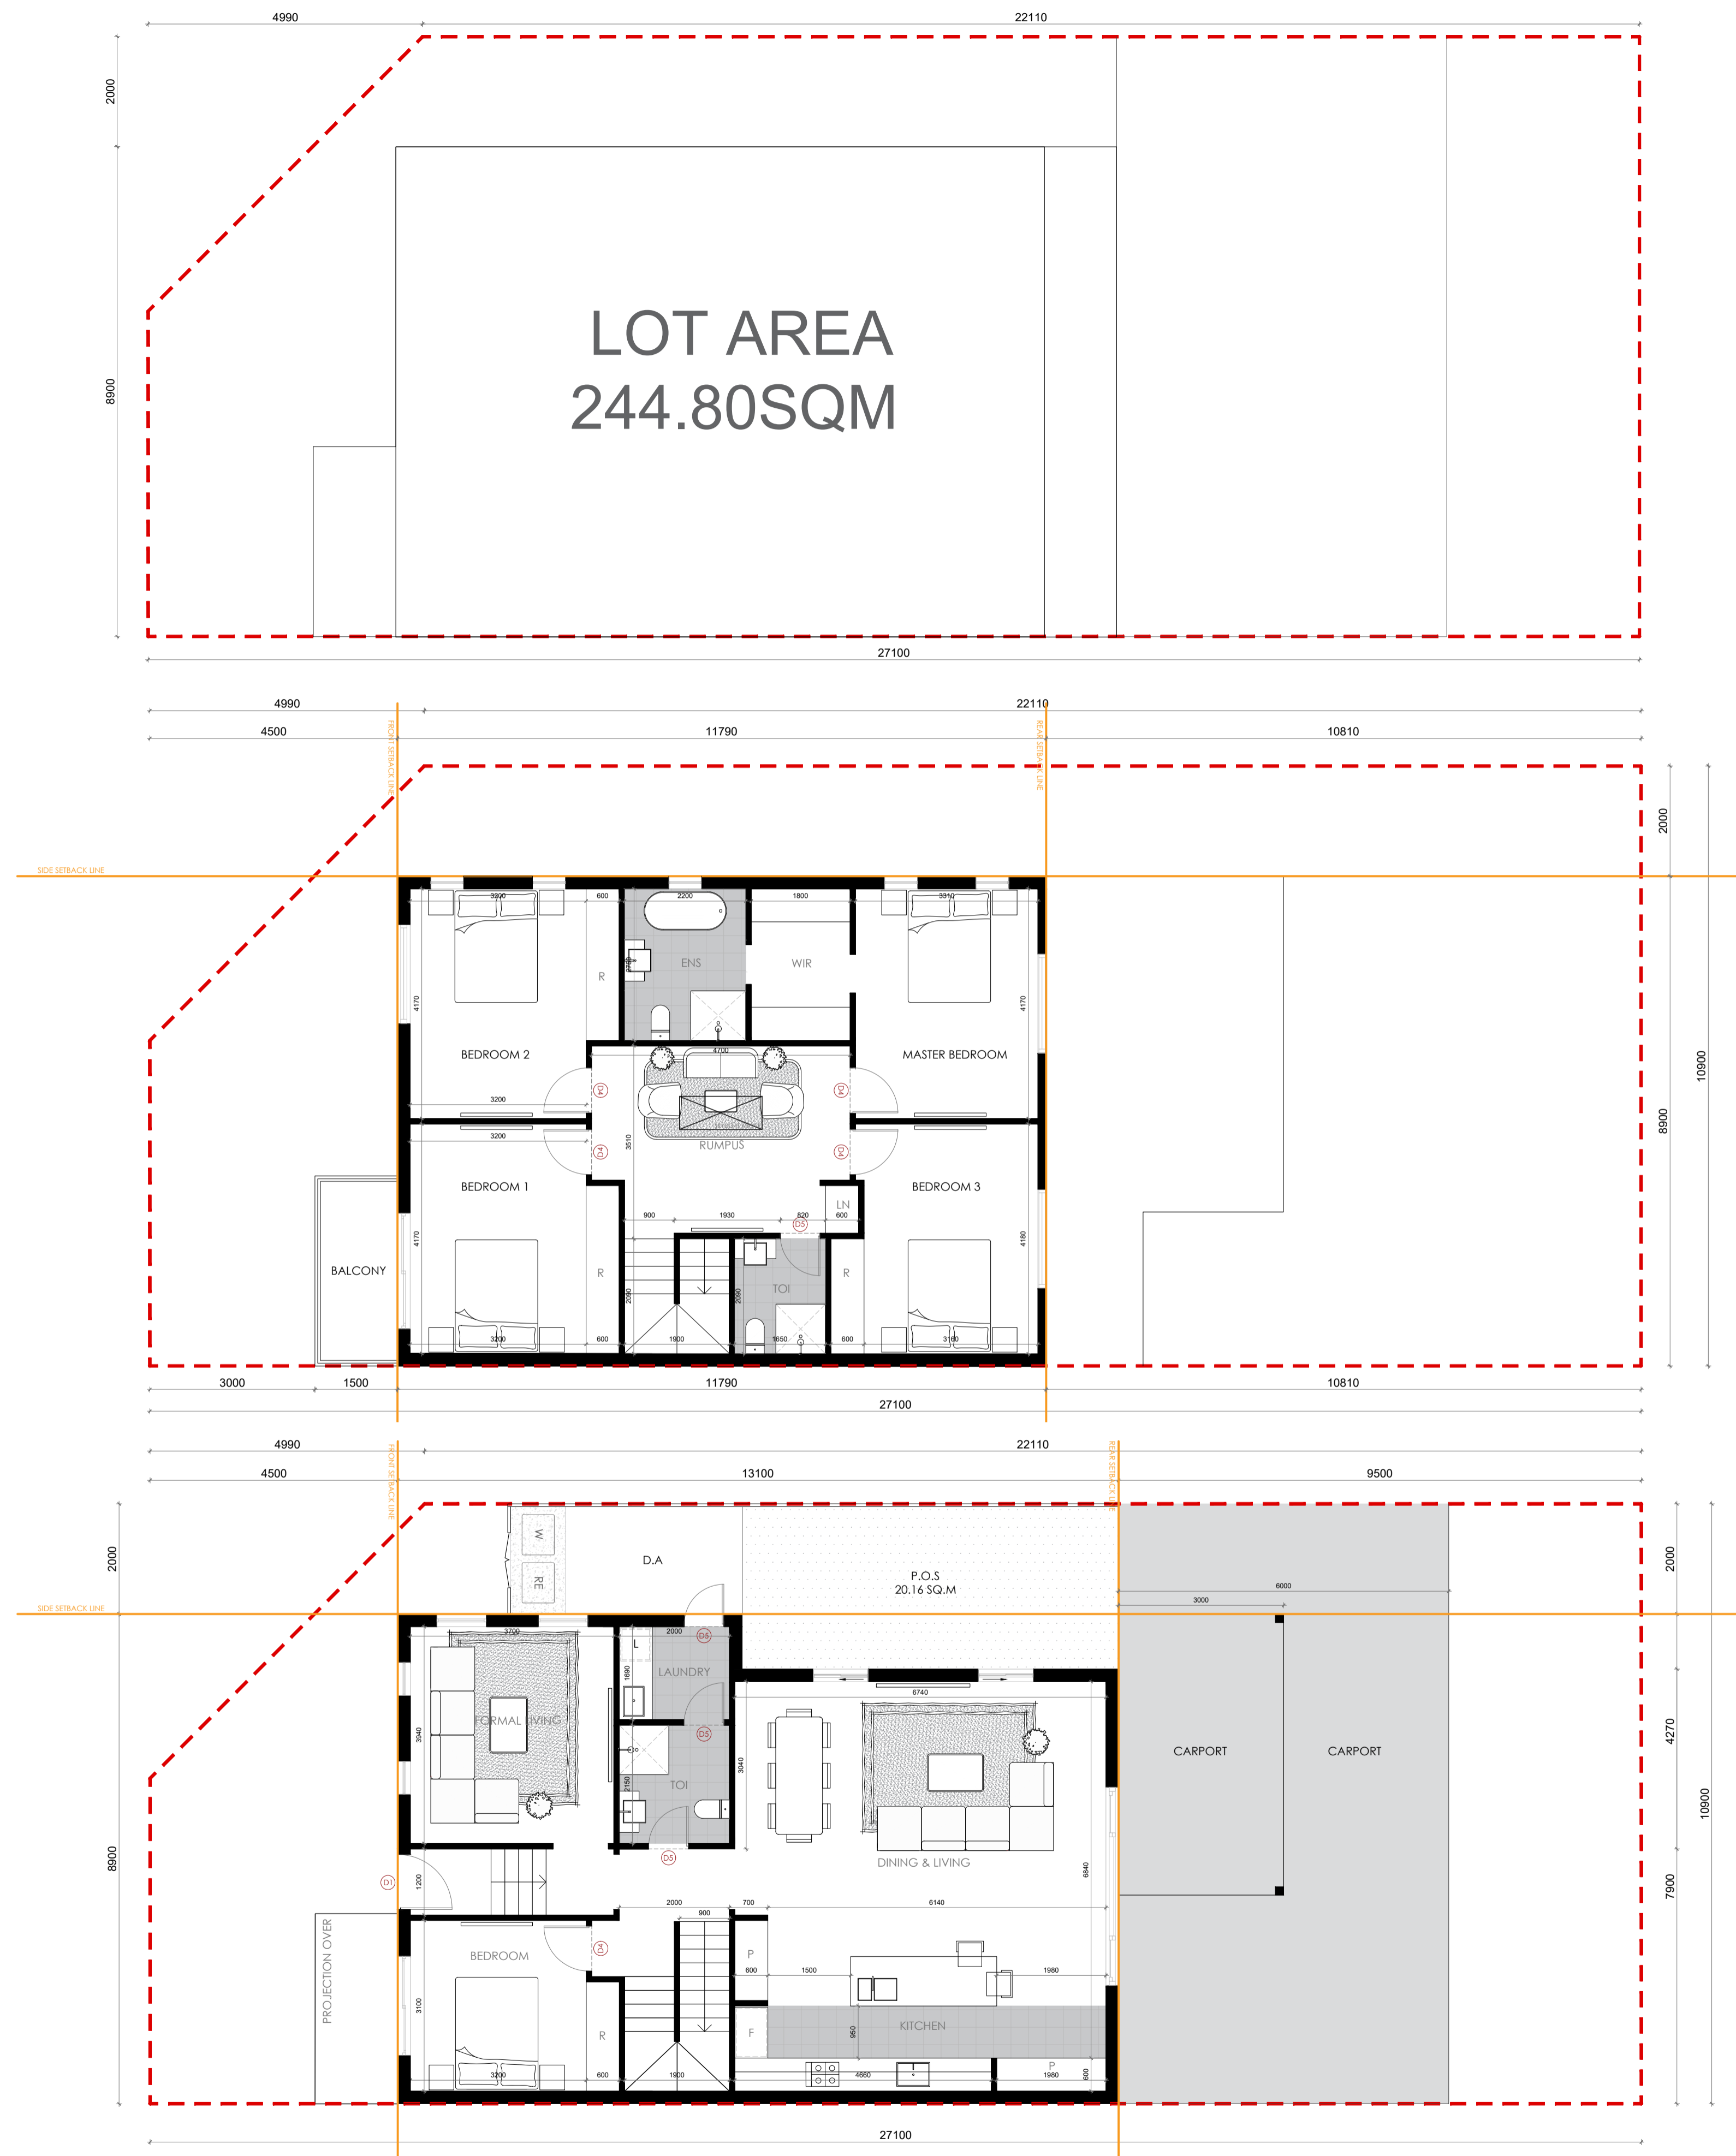 4990
22110
2000
8900
LOT AREA
244.80SQM
27100
4990
22110
4500
11790
10810
FRONT SETBACK LINE
REAR SETBACK LINE
SIDE SETBACK LINE
2000
8900
10900
3200
600
2200
1800
3310
R
ENS
WIR
4170
4170
BEDROOM 2
MASTER BEDROOM
4700
D4
D4
3200
3200
3510
D4
D4
RUMPUS
BEDROOM 1
BEDROOM 3
LN
900
1930
820
600
D5
4170
4180
BALCONY
R
TOI
R
2090
2090
3200
600
1900
1650
600
3160
3000
1500
11790
10810
27100
4990
22110
4500
13100
9500
FRONT SETBACK LINE
REAR SETBACK LINE
2000
W
RE
D.A
P.O.S
20.16 SQ.M
2000
6000
3000
SIDE SETBACK LINE
3700
2000
D5
L
LAUNDRY
1690
6740
FORMAL LIVING
3940
D5
3040
CARPORT
CARPORT
4270
10900
TOI
2150
D5
DINING & LIVING
6840
8900
D1
1200
7900
2000
700
6140
900
PROJECTION OVER
BEDROOM
D4
P
600
1500
1980
3100
R
F
950
KITCHEN
P
3200
600
1900
4660
1980
600
27100